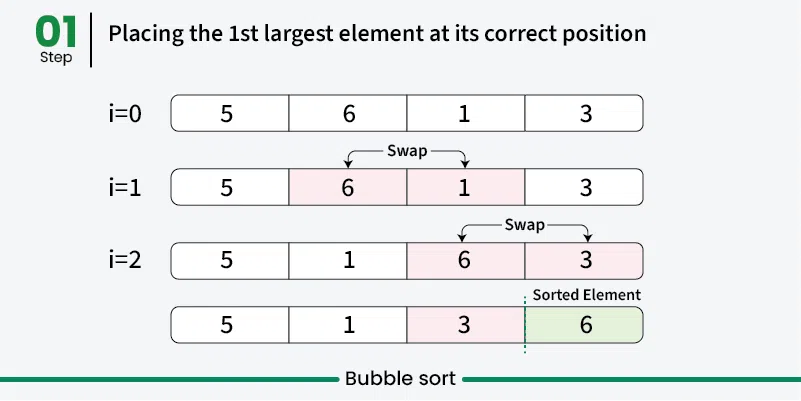 01
Step
Placing the 1st largest element at its correct position
i=0 5 6 1 3
Swap
i=1 5 6 1 3
Swap
i=2 5 1 6 3
Sorted Element
5 1 3 6
Bubble sort